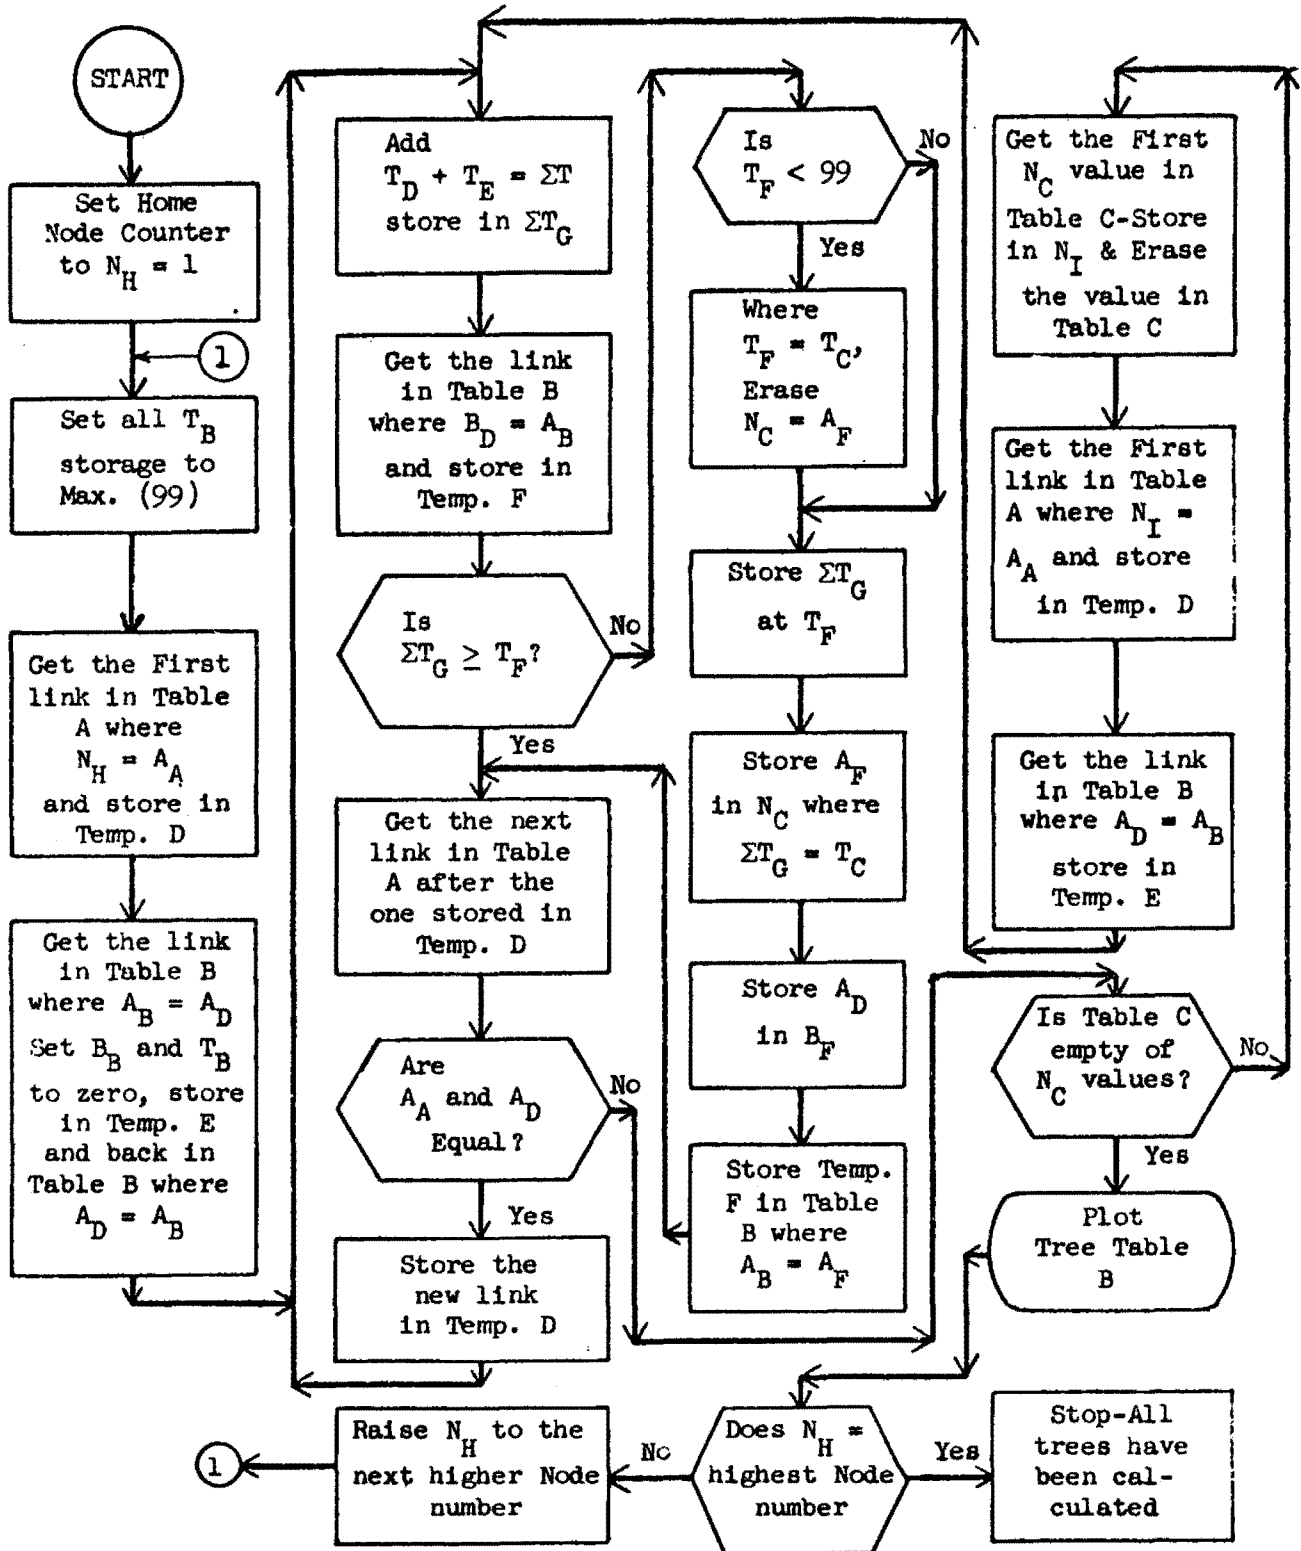 START
Set Home
Node Counter
to N_H = 1
1
Set all T_B
storage to
Max. (99)
Get the First
link in Table
A where
N_H = A_A
and store in
Temp. D
Get the link
in Table B
where A_B = A_D
Set B_B and T_B
to zero, store
in Temp. E
and back in
Table B where
A_D = A_B
Add
T_D + T_E = ΣT
store in ΣT_G
Get the link
in Table B
where B_D = A_B
and store in
Temp. F
Is
ΣT_G ≥ T_F?
No
Yes
Get the next
link in Table
A after the
one stored in
Temp. D
Are
A_A and A_D
Equal?
No
Yes
Store the
new link
in Temp. D
Is
T_F < 99
No
Yes
Where
T_F = T_C,
Erase
N_C = A_F
Store ΣT_G
at T_F
Store A_F
in N_C where
ΣT_G = T_C
Store A_D
in B_F
Store Temp.
F in Table
B where
A_B = A_F
Get the First
N_C value in
Table C-Store
in N_I & Erase
the value in
Table C
Get the First
link in Table
A where N_I =
A_A and store
in Temp. D
Get the link
in Table B
where A_D = A_B
store in
Temp. E
Is Table C
empty of
N_C values?
No
Yes
Plot
Tree Table
B
Does N_H =
highest Node
number
No
Yes
Raise N_H to the
next higher Node
number
1
Stop-All
trees have
been cal-
culated